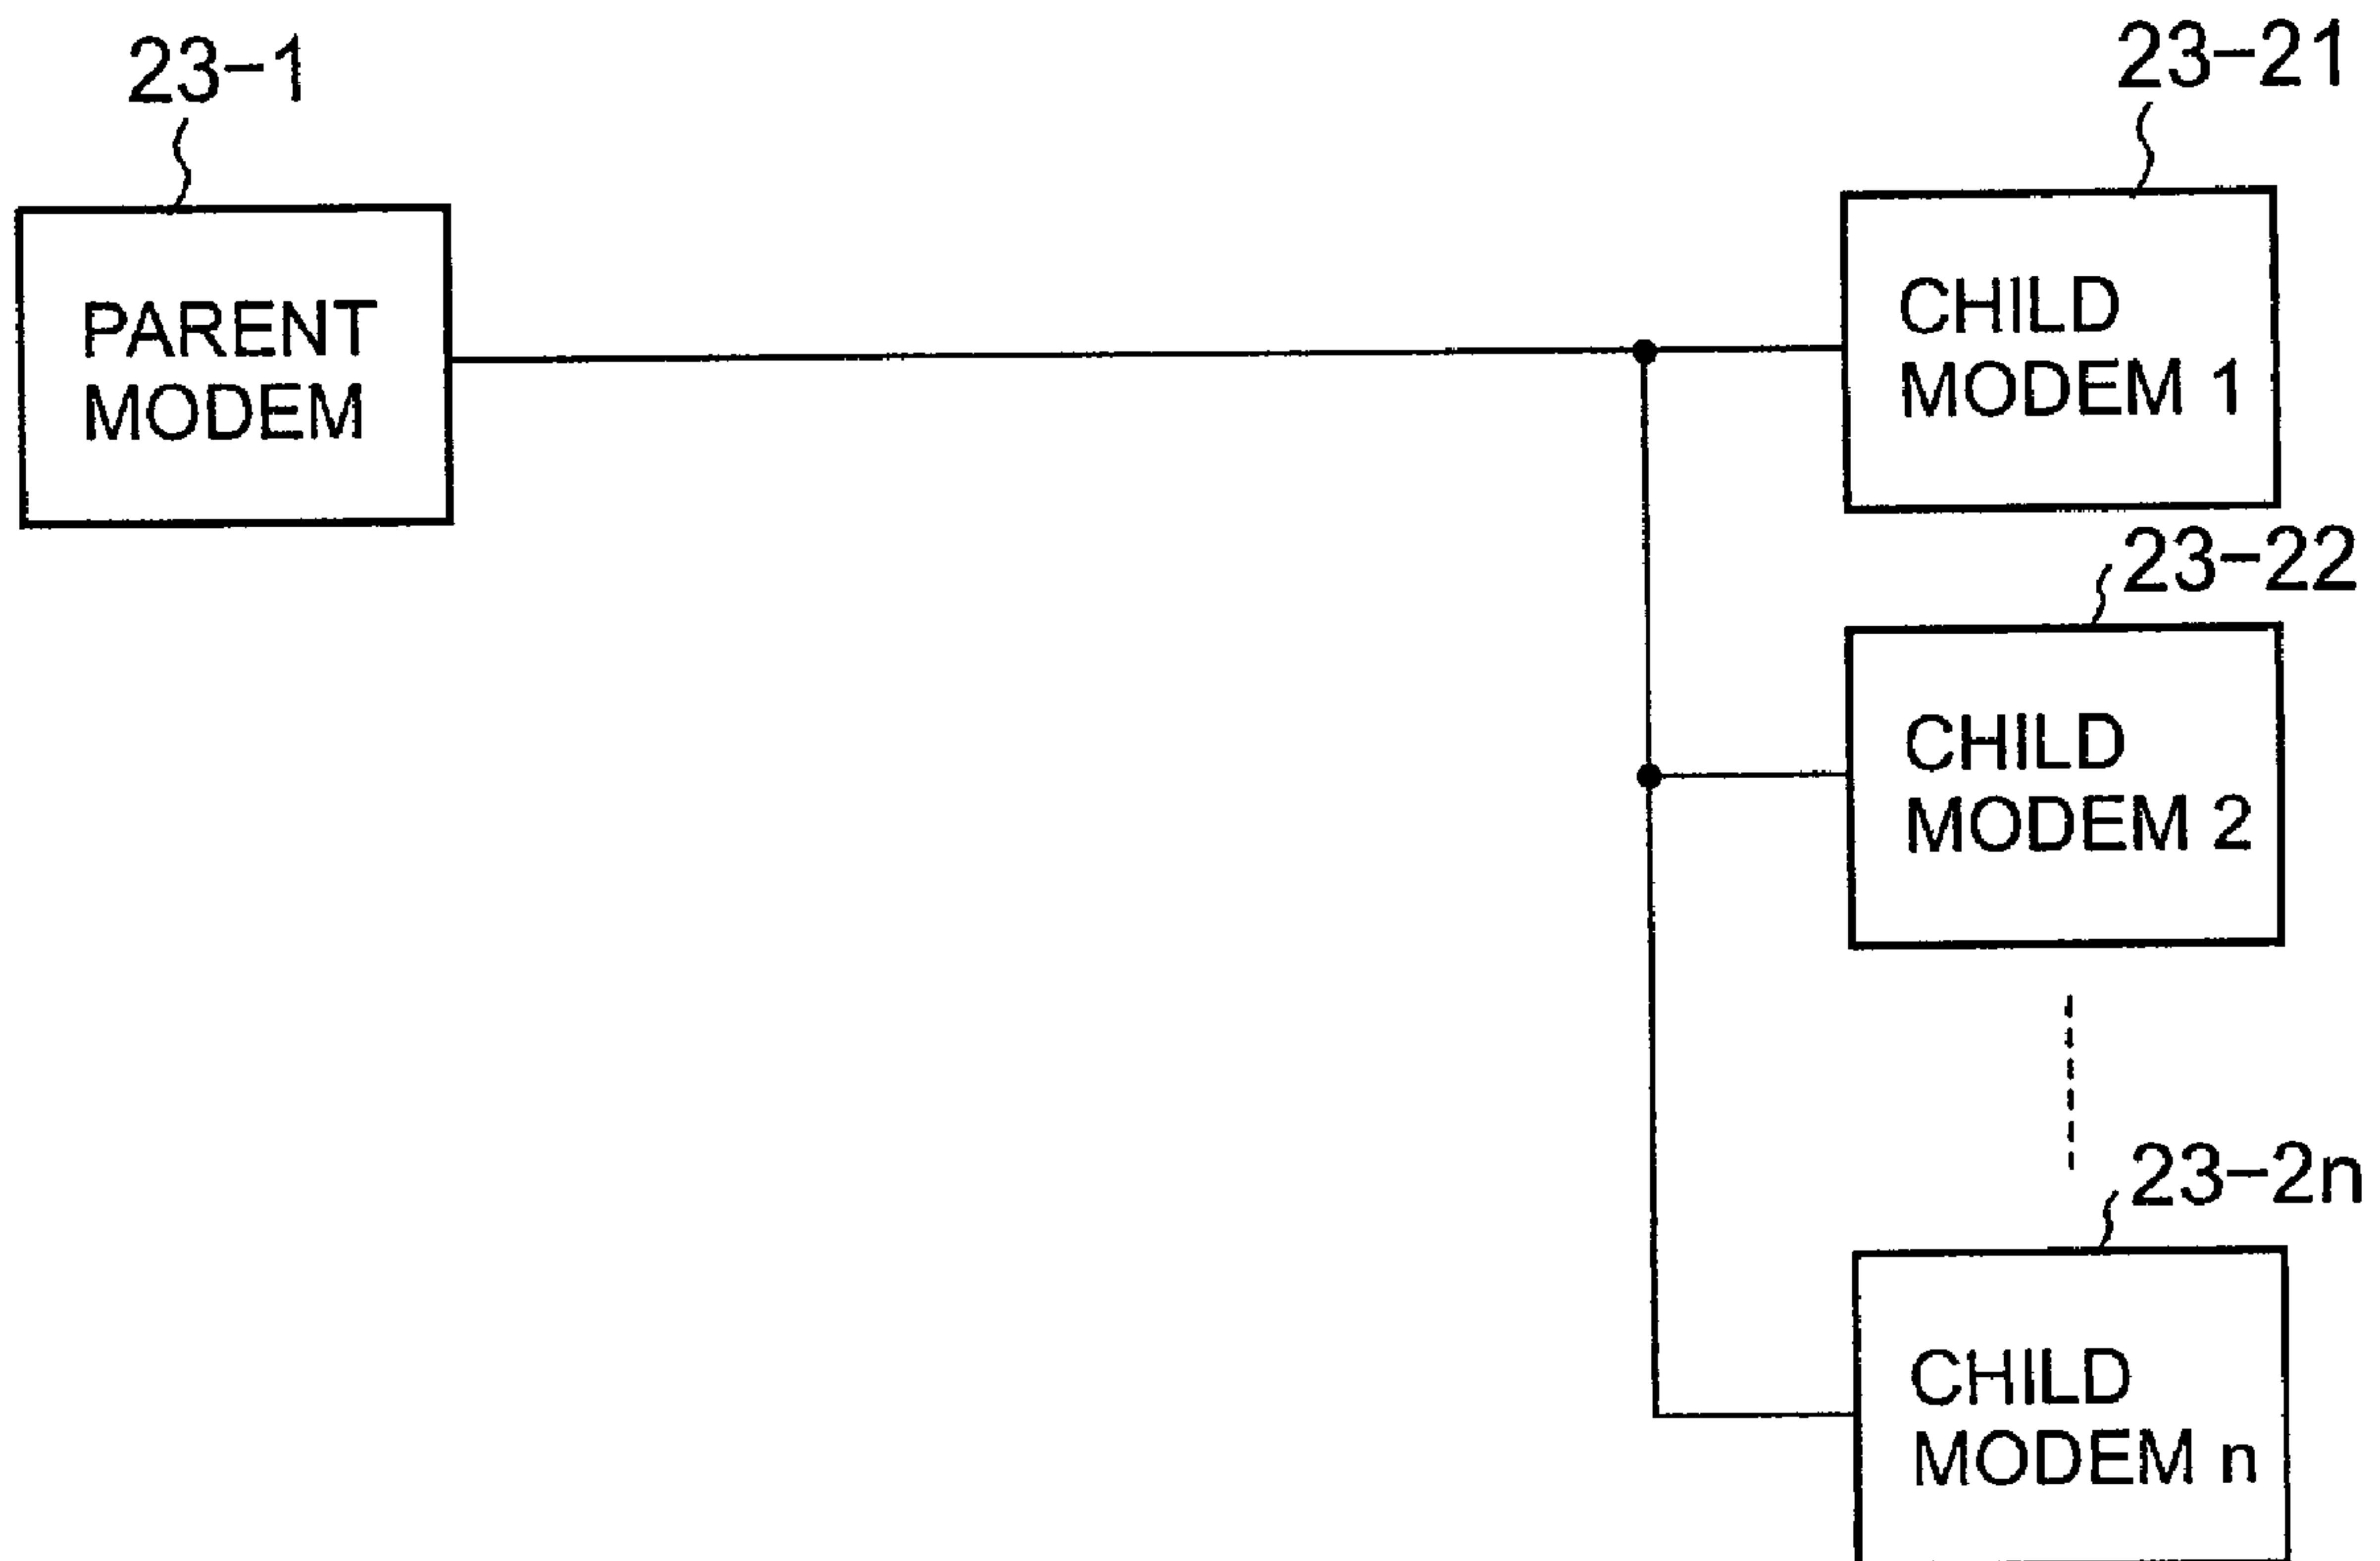 23-1
23-21
PARENT
MODEM
CHILD
MODEM 1
23-22
CHILD
MODEM 2
23-2n
CHILD
MODEM n